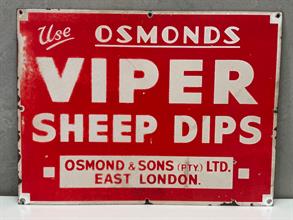 Use OSMONDS
VIPER
SHEEP DIPS
OSMOND & SONS (PTY.) LTD.
EAST LONDON.